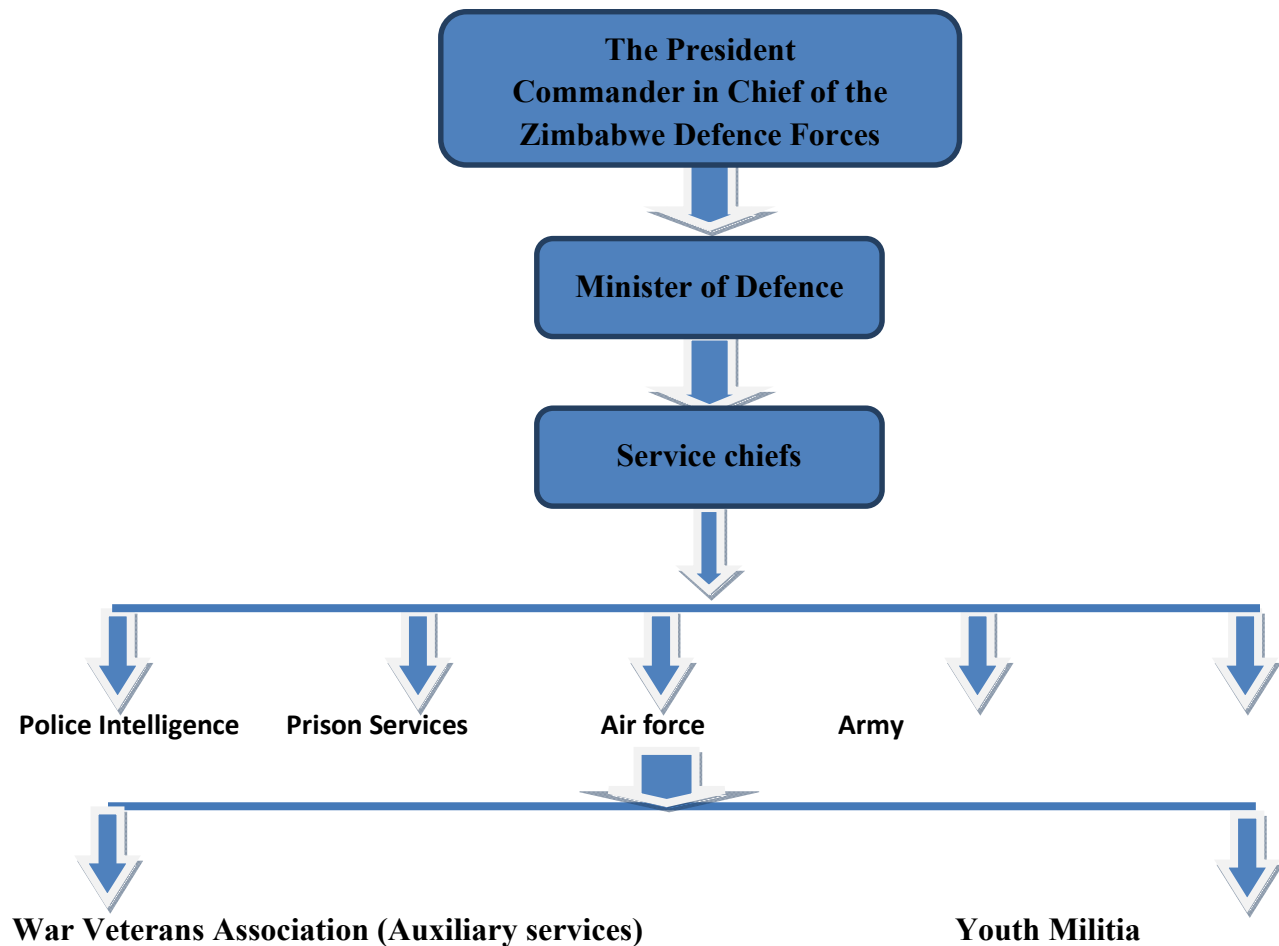 The President
Commander in Chief of the
Zimbabwe Defence Forces
Minister of Defence
Service chiefs
Police Intelligence Prison Services Air force Army
War Veterans Association (Auxiliary services) Youth Militia